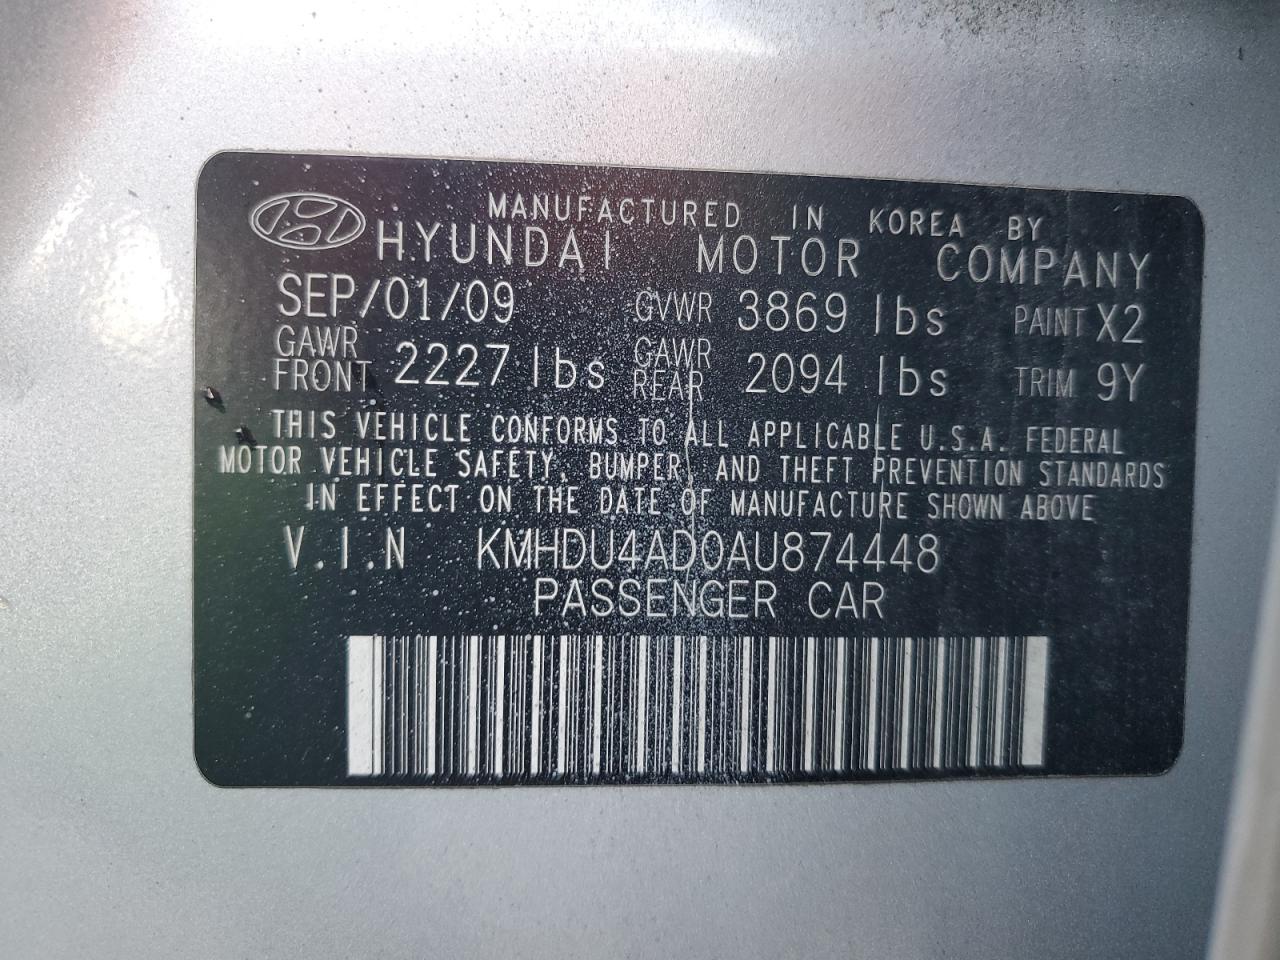 MANUFACTURED IN KOREA BY
HYUNDAI MOTOR COMPANY
SEP/01/09 GVWR 3869 lbs PAINT X2
GAWR FRONT 2227 lbs GAWR REAR 2094 lbs TRIM 9Y
THIS VEHICLE CONFORMS TO ALL APPLICABLE U.S.A. FEDERAL
MOTOR VEHICLE SAFETY, BUMPER, AND THEFT PREVENTION STANDARDS
IN EFFECT ON THE DATE OF MANUFACTURE SHOWN ABOVE
V.I.N KMHDU4AD0AU874448
PASSENGER CAR